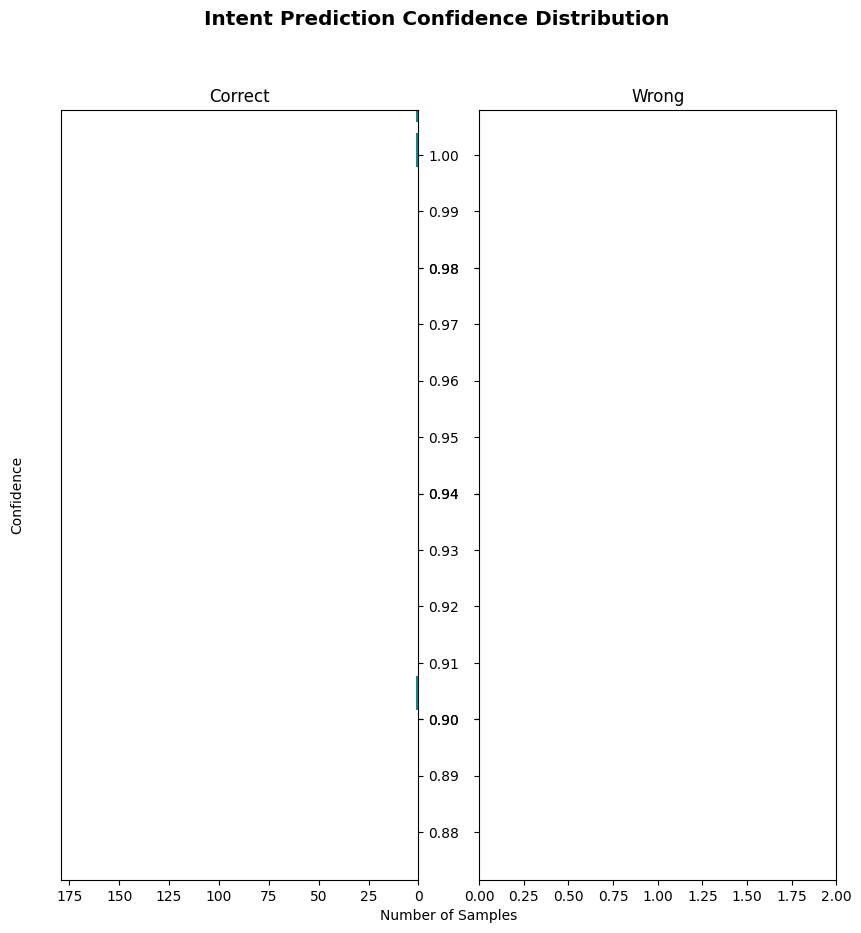 Intent Prediction Confidence Distribution
Correct
Wrong
1.00
0.99
0.98
0.97
0.96
0.95
0.94
0.93
0.92
0.91
0.90
0.89
0.88
Confidence
175 150 125 100 75 50 25 0
0.00 0.25 0.50 0.75 1.00 1.25 1.50 1.75 2.00
Number of Samples